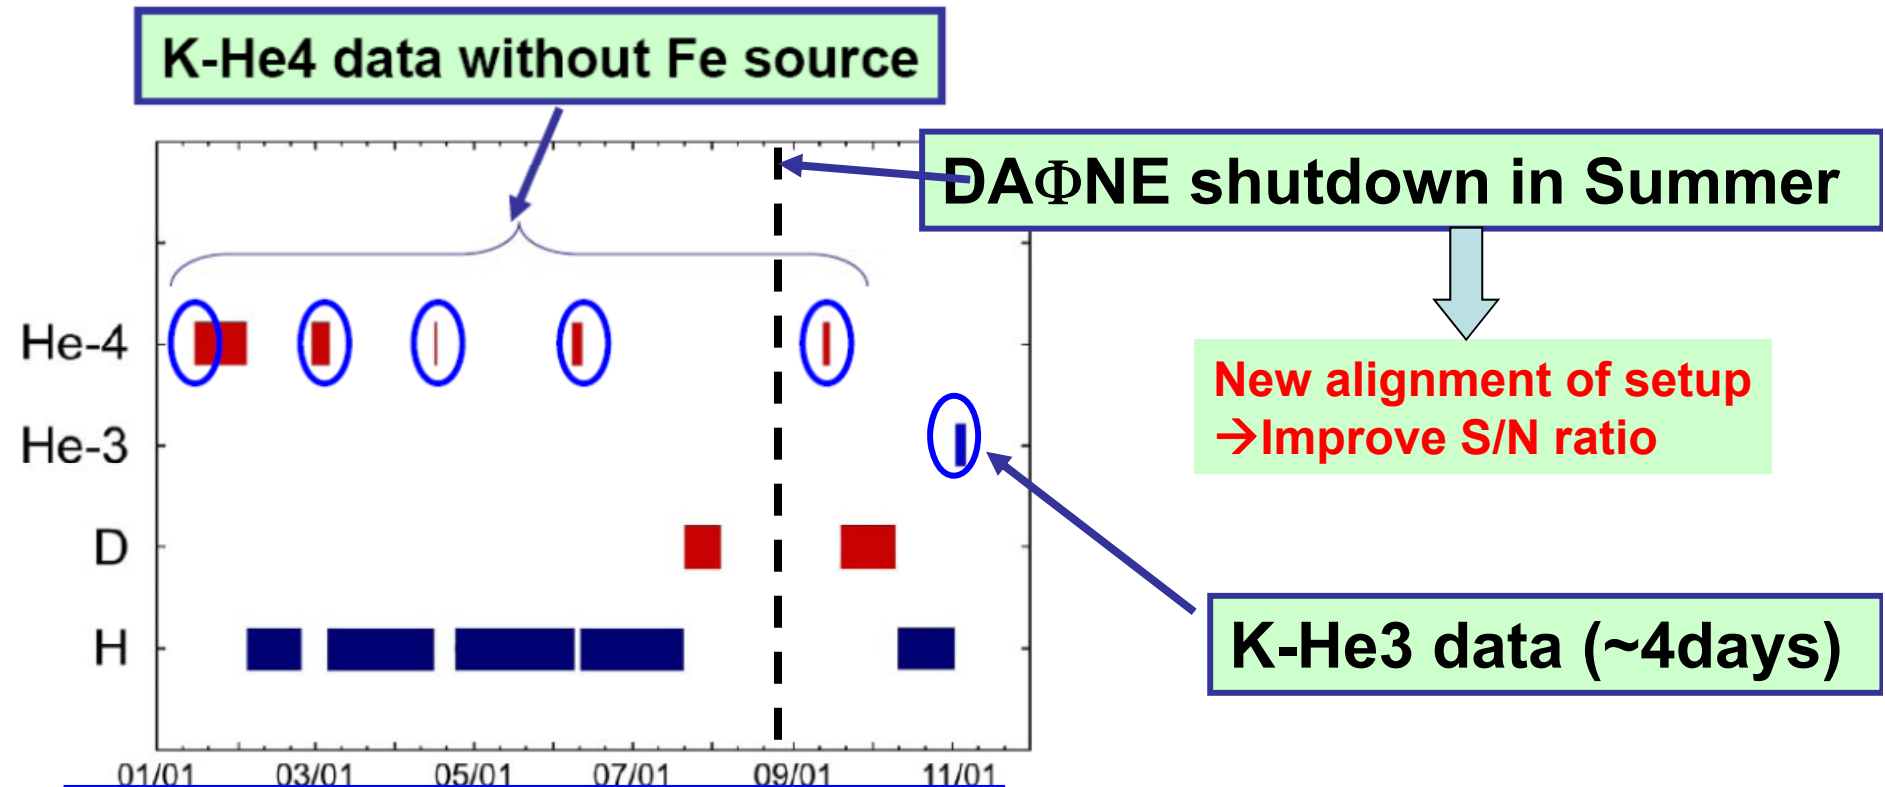 K-He4 data without Fe source
DAΦNE shutdown in Summer
New alignment of setup
→Improve S/N ratio
He-4
He-3
D
H
K-He3 data (~4days)
01/01 03/01 05/01 07/01 09/01 11/01